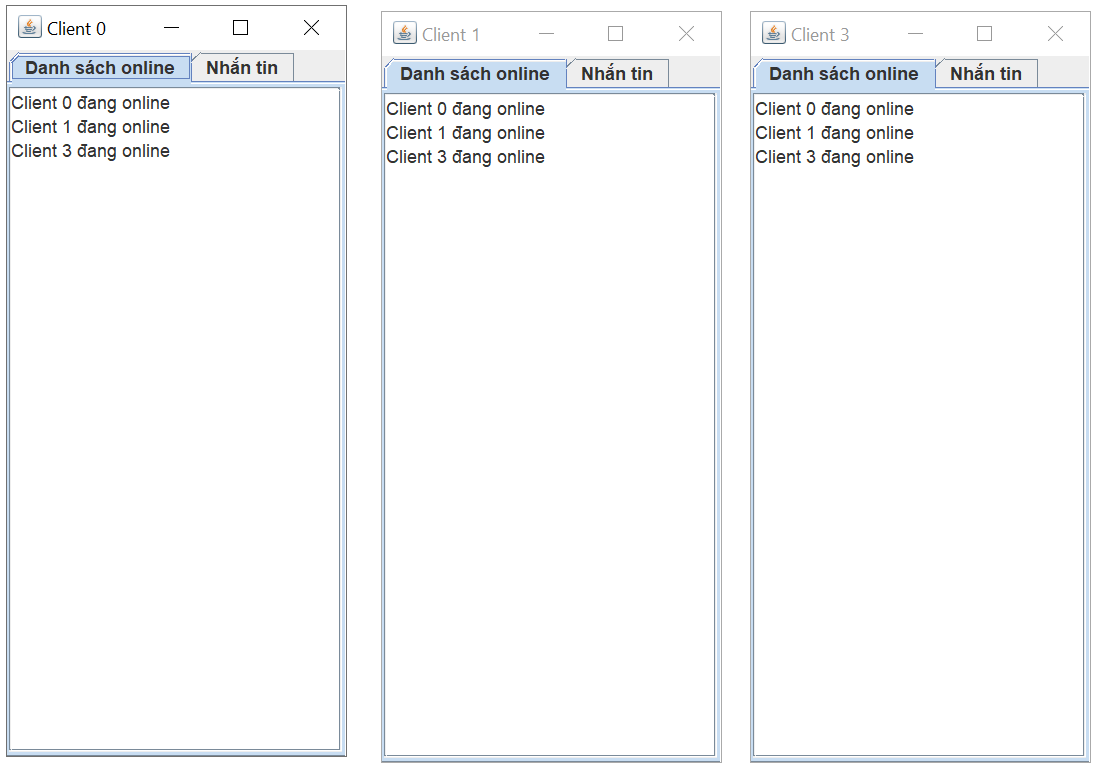 Client 0
Danh sách online
Nhắn tin
Client 0 đang online
Client 1 đang online
Client 3 đang online
Client 1
Danh sách online
Nhắn tin
Client 0 đang online
Client 1 đang online
Client 3 đang online
Client 3
Danh sách online
Nhắn tin
Client 0 đang online
Client 1 đang online
Client 3 đang online